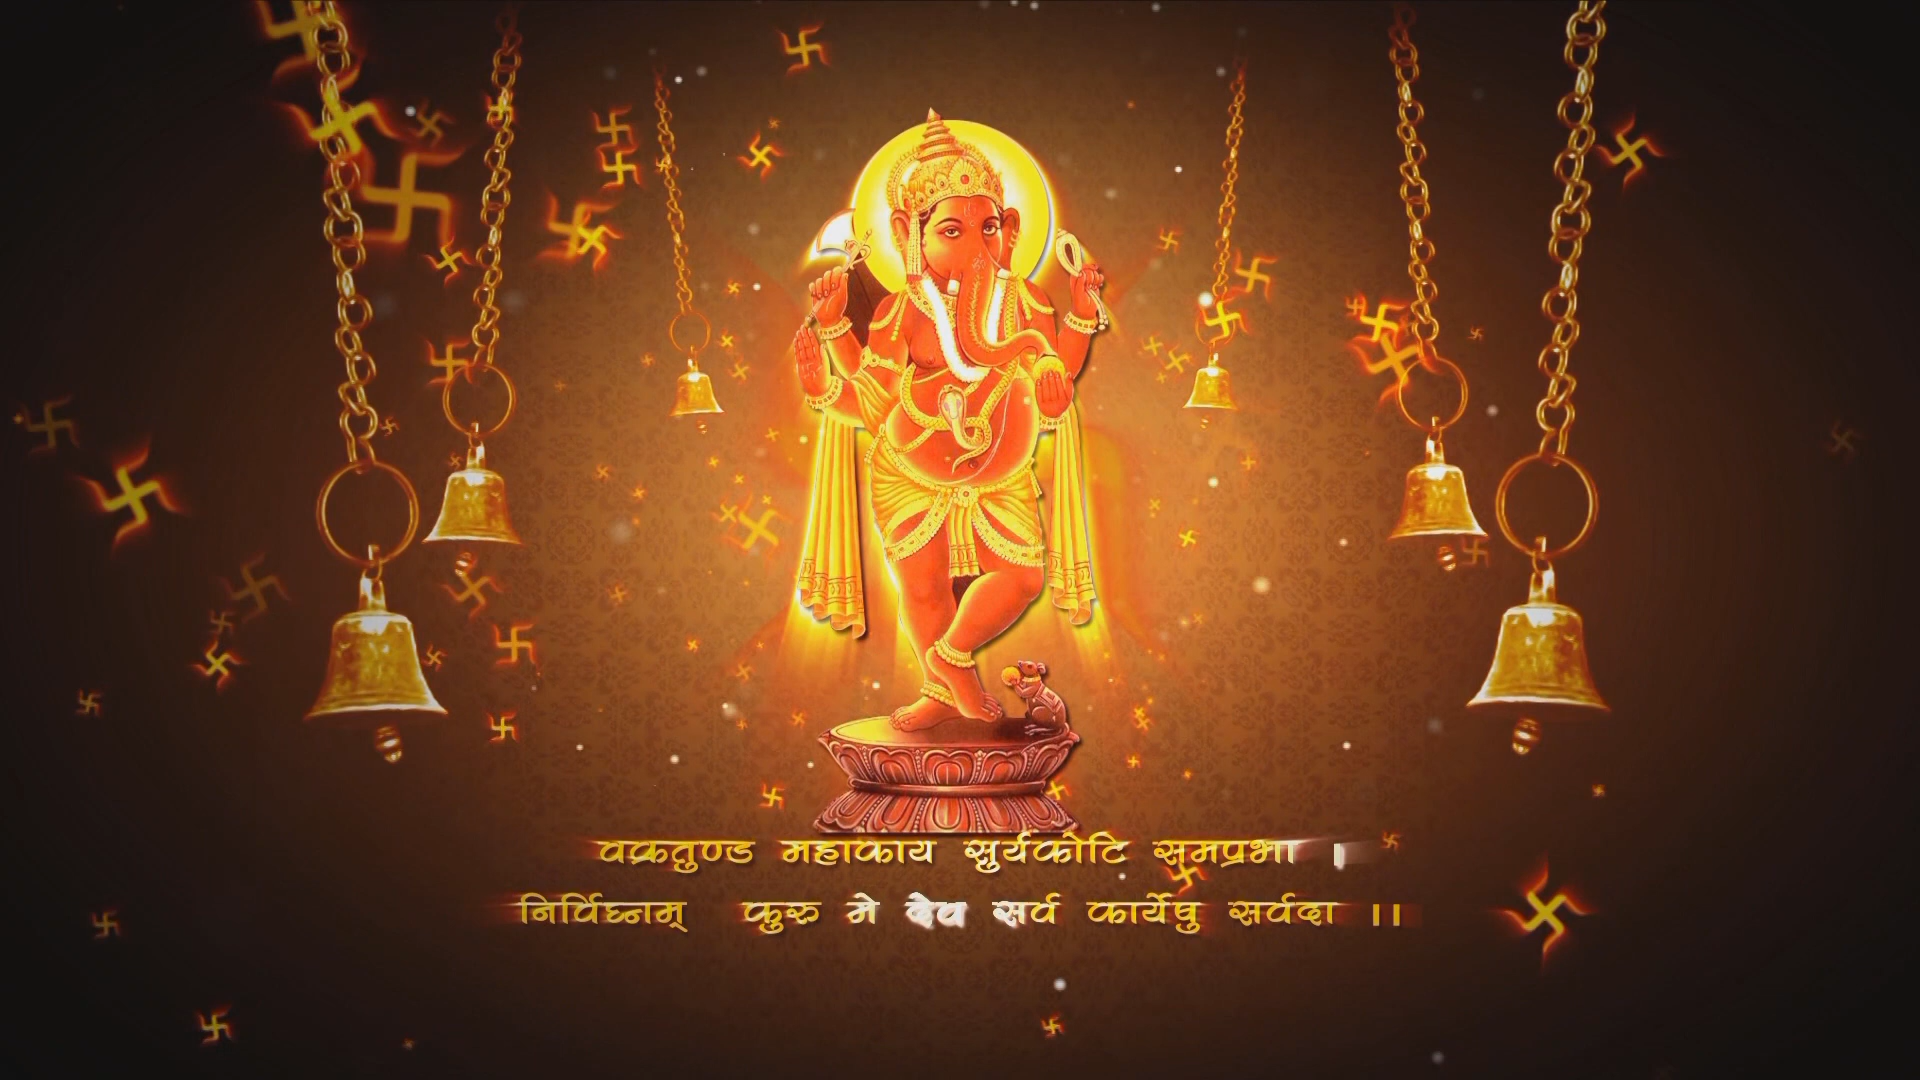 वक्रतुण्ड महाकाय सुर्यकोटि समप्रभा ।
निर्विघ्नम् कुरु मे देव सर्व कार्येषु सर्वदा ।।